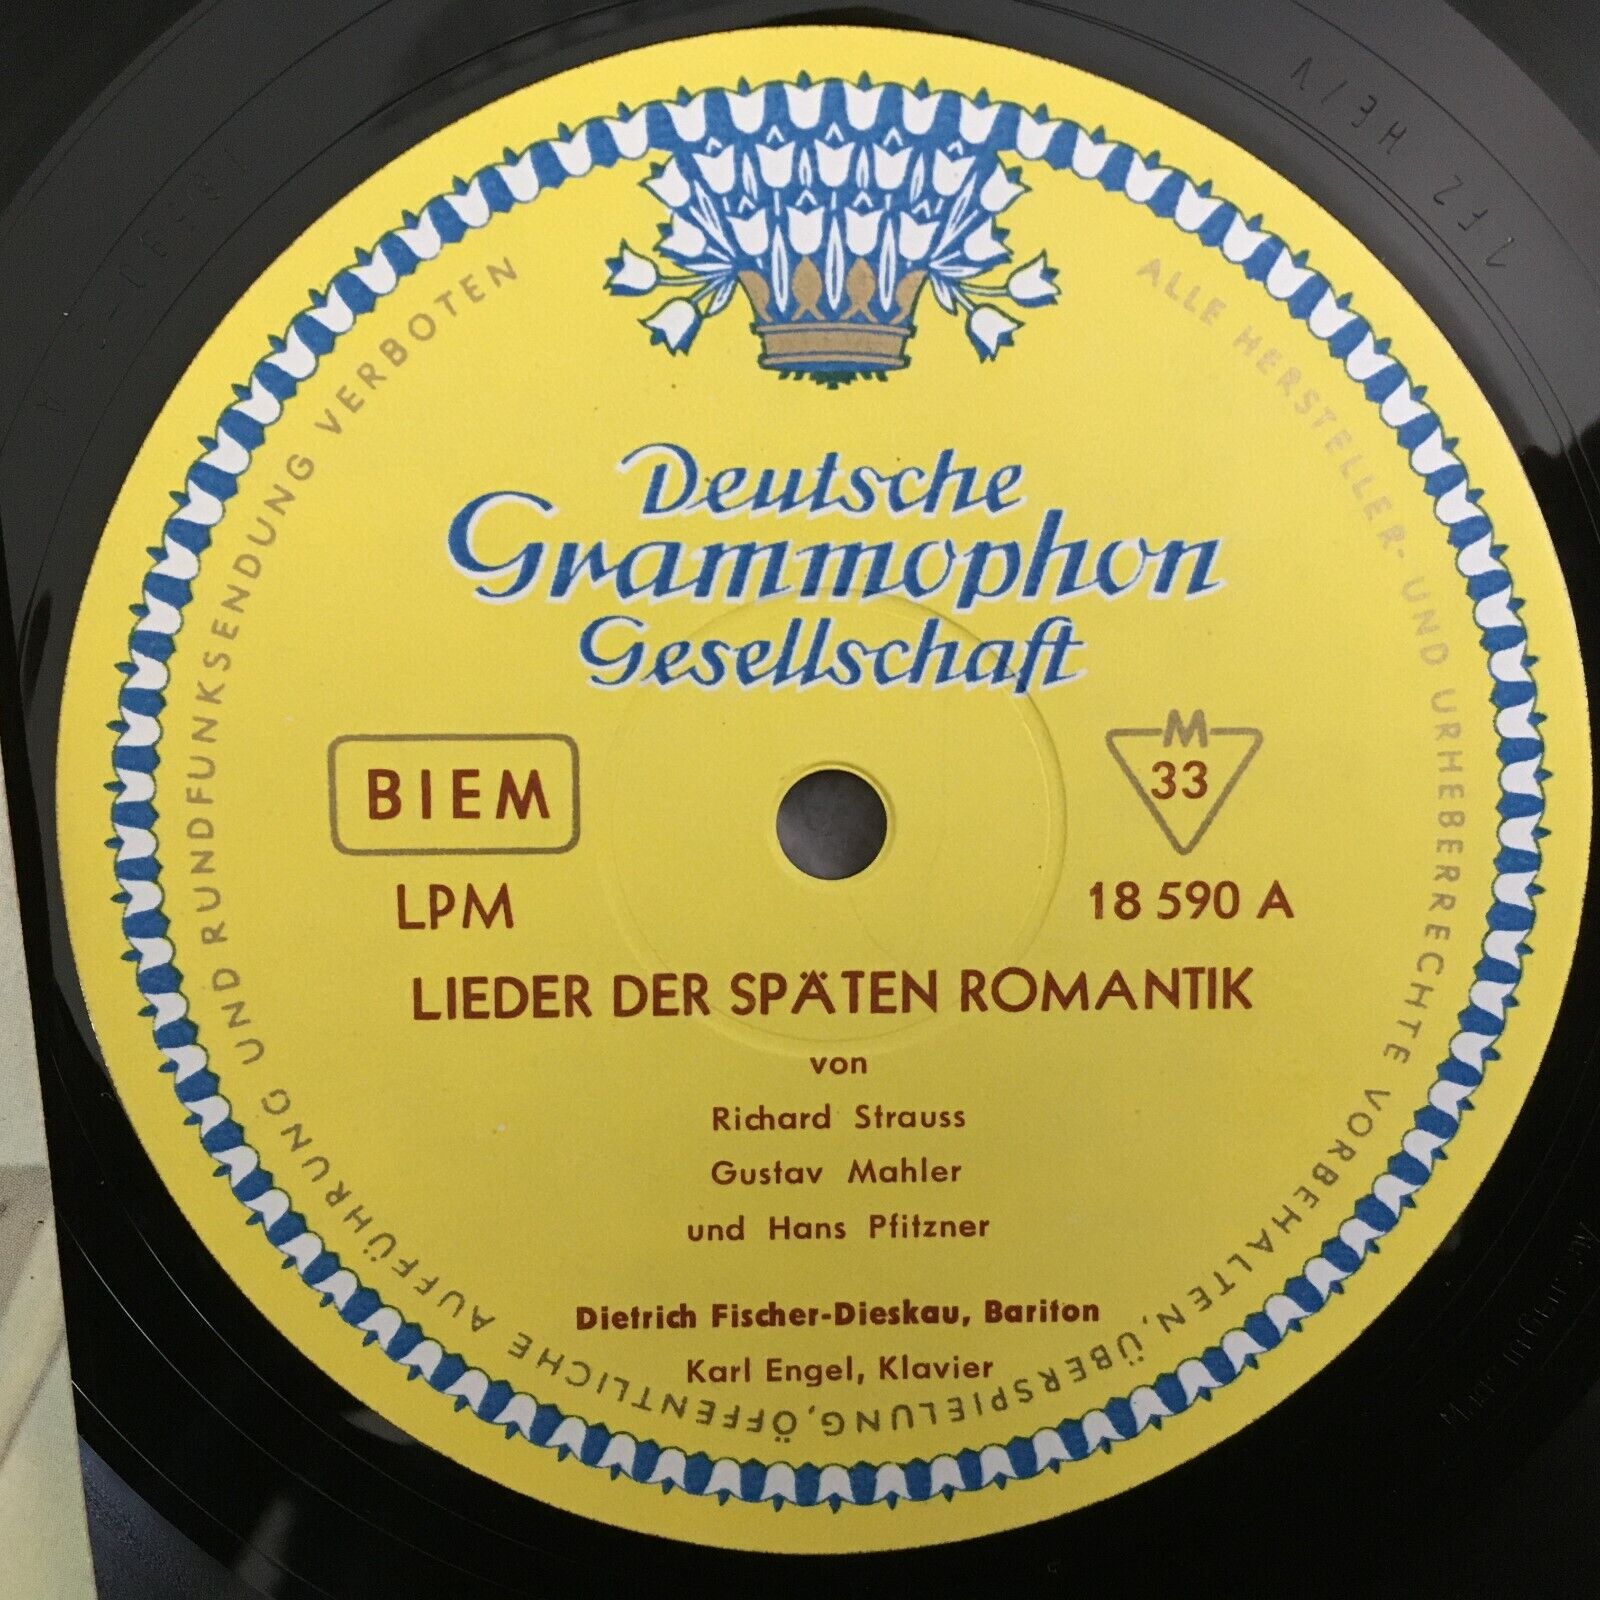 Deutsche
Grammophon
Gesellschaft
BIEM
M
33
LPM
18 590 A
LIEDER DER SPÄTEN ROMANTIK
von
Richard Strauss
Gustav Mahler
und Hans Pfitzner
Dietrich Fischer-Dieskau, Bariton
Karl Engel, Klavier
ALLE HERSTELLER- UND URHEBERRECHTE VORBEHALTEN, ÜBERSPIELUNG, ÖFFENTLICHE AUFFÜHRUNG UND RUNDFUNKSENDUNG VERBOTEN